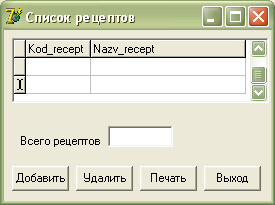 Список рецептов
Kod_recept Nazv_recept
Всего рецептов
Добавить Удалить Печать Выход